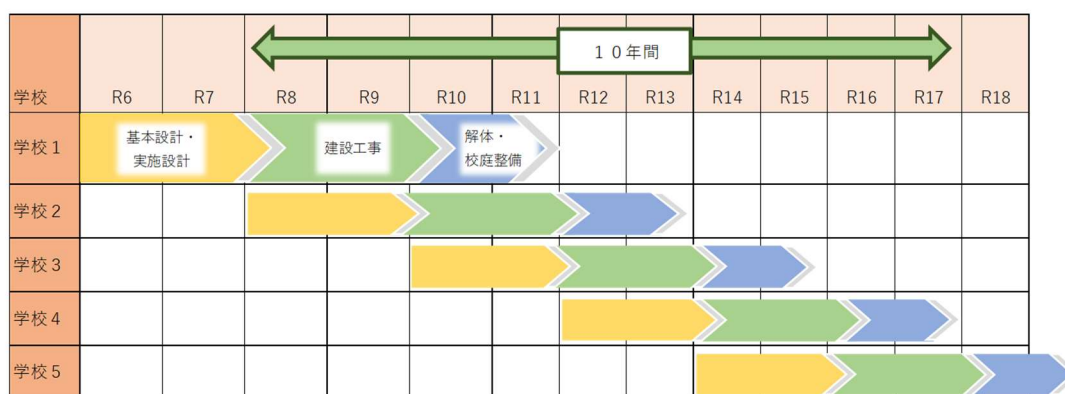 １０年間
学校 R6 R7 R8 R9 R10 R11 R12 R13 R14 R15 R16 R17 R18
学校１
基本設計・
実施設計
建設工事
解体・
校庭整備
学校２
学校３
学校４
学校５